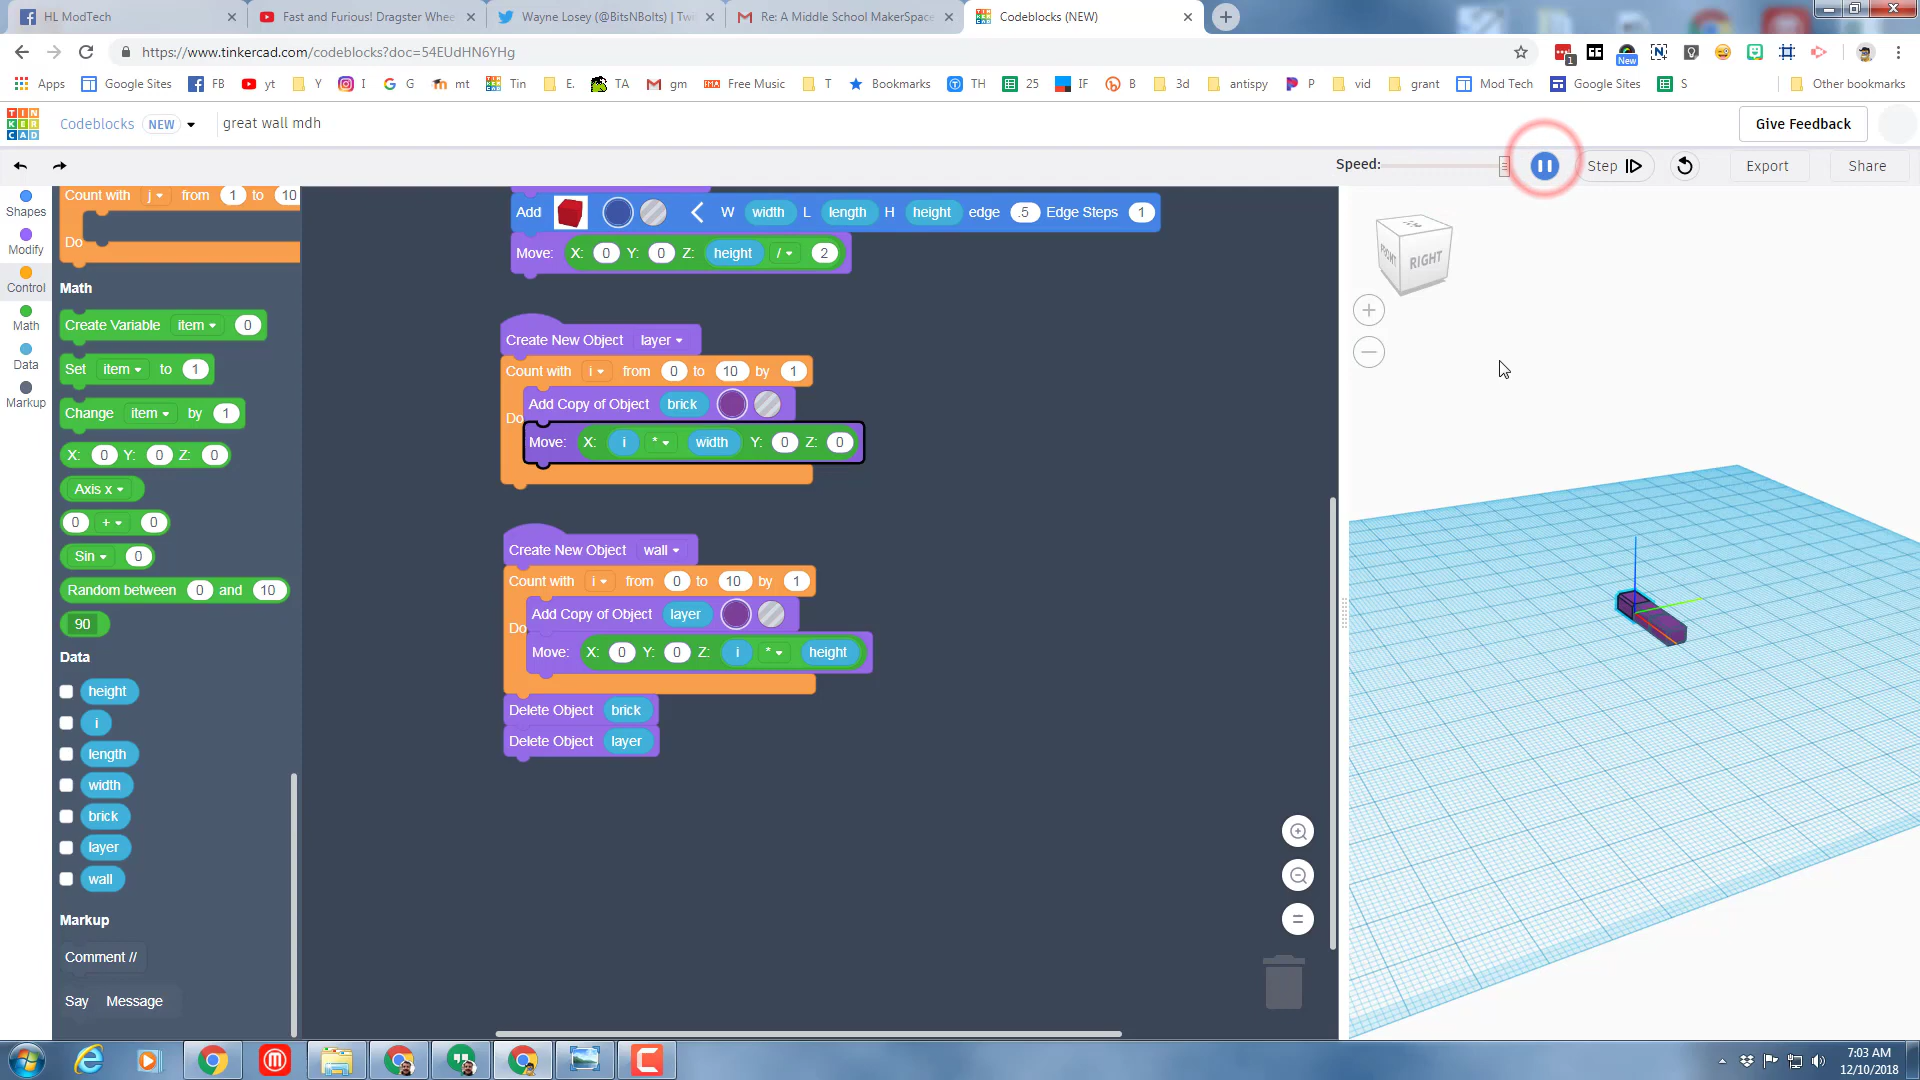 HL ModTech
Fast and Furious! Dragster Whee
Wayne Losey (@BitsNBolts) | Tw
Re: A Middle School MakerSpace
Codeblocks (NEW)
https://www.tinkercad.com/codeblocks?doc=54EUdHN6YHg
1
New
Apps
Google Sites
FB
yt
Y
I
G
mt
Tin
E.
TA
gm
Free Music
T
Bookmarks
TH
25
IF
B
3d
antispy
P
vid
grant
Mod Tech
Google Sites
S
Other bookmarks
TIN
KER
CAD
Codeblocks NEW
great wall mdh
Give Feedback
Speed:
Step
Export
Share
Shapes
Modify
Control
Math
Data
Markup
Count with j from 1 to 10
Do
Math
Create Variable item 0
Set item to 1
Change item by 1
X: 0 Y: 0 Z: 0
Axis x
0 + 0
Sin 0
Random between 0 and 10
90
Data
height
i
length
width
brick
layer
wall
Markup
Comment //
Say Message
Add W width L length H height edge .5 Edge Steps 1
Move: X: 0 Y: 0 Z: height / 2
Create New Object layer
Count with i from 0 to 10 by 1
Add Copy of Object brick
Do
Move: X: i * width Y: 0 Z: 0
Create New Object wall
Count with i from 0 to 10 by 1
Add Copy of Object layer
Do
Move: X: 0 Y: 0 Z: i * height
Delete Object brick
Delete Object layer
FRONT
RIGHT
7:03 AM
12/10/2018